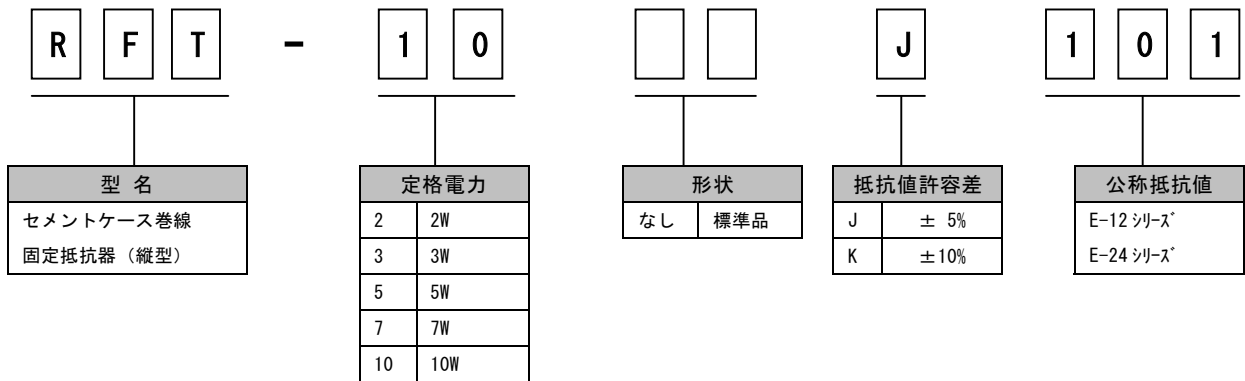 R F T - 1 0 J 1 0 1
型 名
セメントケース巻線
固定抵抗器（縦型）
定格電力
2 2W
3 3W
5 5W
7 7W
10 10W
形状
なし 標準品
抵抗値許容差
J ± 5%
K ±10%
公称抵抗値
E-12 ｼﾘｰｽﾞ
E-24 ｼﾘｰｽﾞ